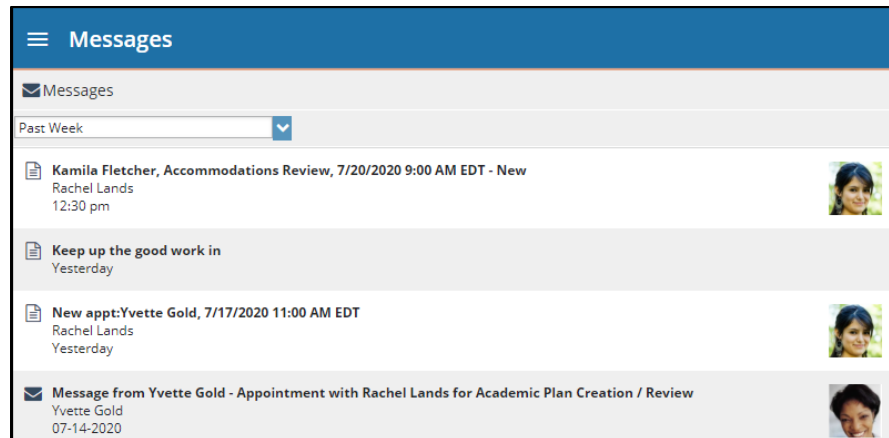 Messages
Messages
Past Week
Kamila Fletcher, Accommodations Review, 7/20/2020 9:00 AM EDT - New
Rachel Lands
12:30 pm
Keep up the good work in
Yesterday
New appt:Yvette Gold, 7/17/2020 11:00 AM EDT
Rachel Lands
Yesterday
Message from Yvette Gold - Appointment with Rachel Lands for Academic Plan Creation / Review
Yvette Gold
07-14-2020